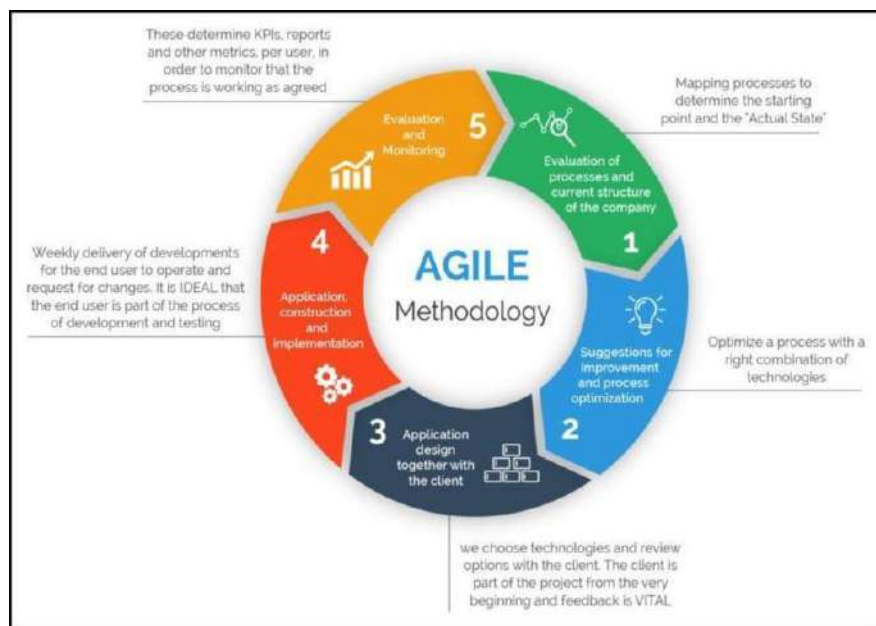 These determine KPIs, reports
and other metrics, per user, in
order to monitor that the
process is working as agreed
Mapping processes to
determine the starting
point and the "Actual State"
Evaluation
and
Monitoring
5
Evaluation of
processes and
current structure
of the company
1
Weekly delivery of developments
for the end user to operate and
request for changes. It is IDEAL that
the end user is part of the process
of development and testing
4
Application,
construction
and
implementation
AGILE
Methodology
Suggestions for
improvement
and process
optimization
2
Optimize a process with a
right combination of
technologies
3
Application
design
together with
the client
we choose technologies and review
options with the client. The client is
part of the project from the very
beginning and feedback is VITAL